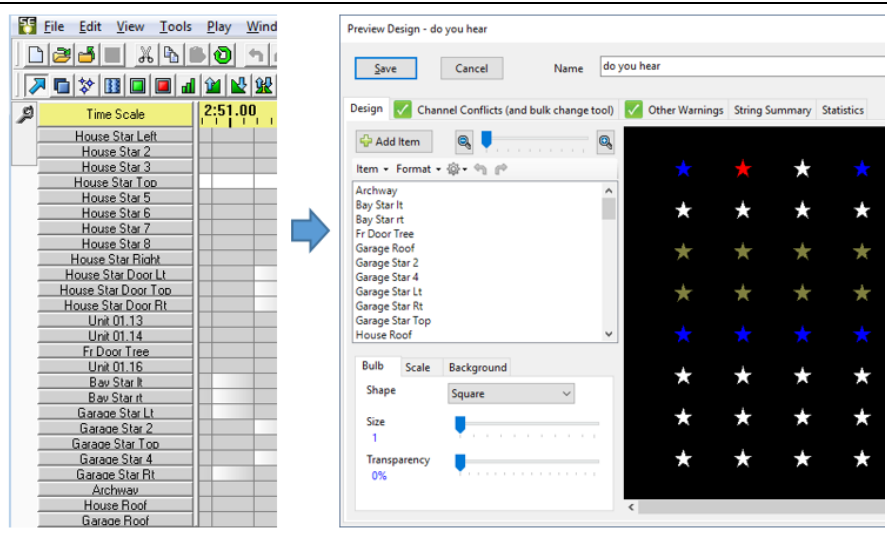 File Edit View Tools Play Wind
Time Scale
2:51.00
House Star Left
House Star 2
House Star 3
House Star Top
House Star 5
House Star 6
House Star 7
House Star 8
House Star Right
House Star Door Lt
House Star Door Top
House Star Door Rt
Unit 01.13
Unit 01.14
Fr Door Tree
Unit 01.16
Bay Star lt
Bay Star rt
Garage Star Lt
Garage Star 2
Garage Star Top
Garage Star 4
Garage Star Rt
Archway
House Roof
Garage Roof
Preview Design - do you hear
Save Cancel Name do you hear
Design Channel Conflicts (and bulk change tool) Other Warnings String Summary Statistics
Add Item
Item Format
Archway
Bay Star lt
Bay Star rt
Fr Door Tree
Garage Roof
Garage Star 2
Garage Star 4
Garage Star Lt
Garage Star Rt
Garage Star Top
House Roof
Bulb Scale Background
Shape Square
Size
1
Transparency
0%